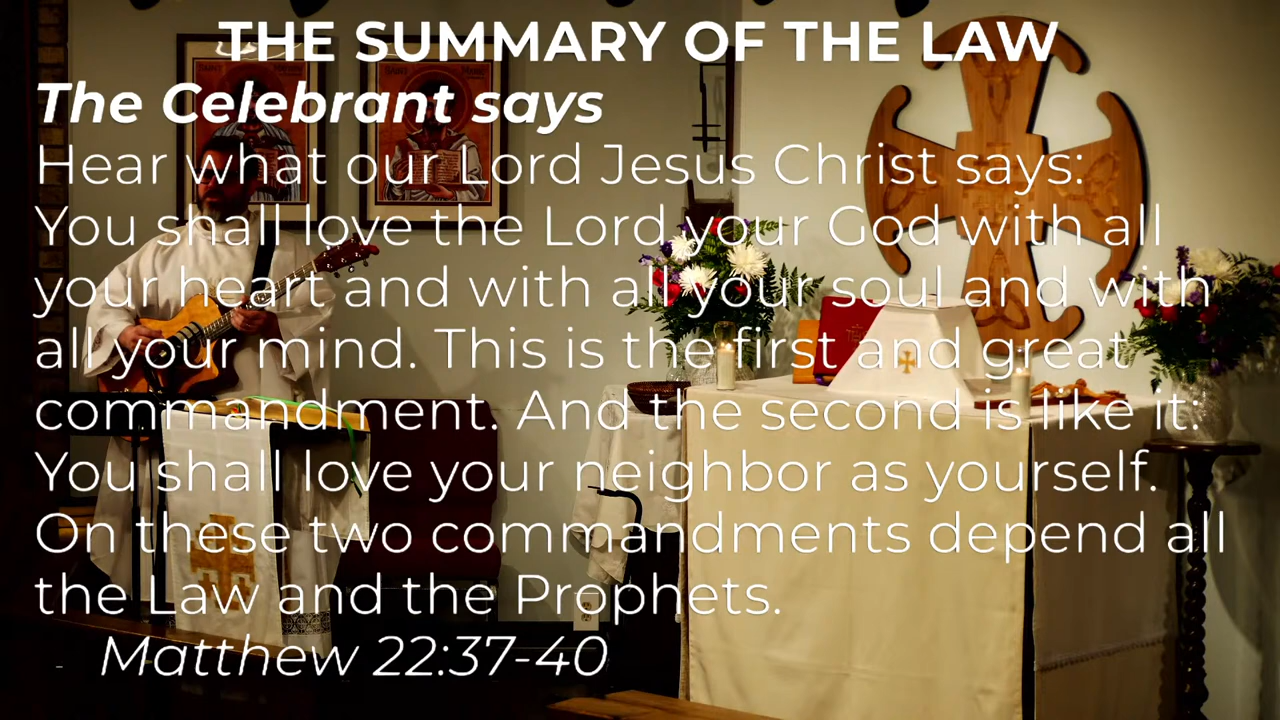 THE SUMMARY OF THE LAW
The Celebrant says
Hear what our Lord Jesus Christ says:
You shall love the Lord your God with all
your heart and with all your soul and with
all your mind. This is the first and great
commandment. And the second is like it:
You shall love your neighbor as yourself.
On these two commandments depend all
the Law and the Prophets.
- Matthew 22:37-40